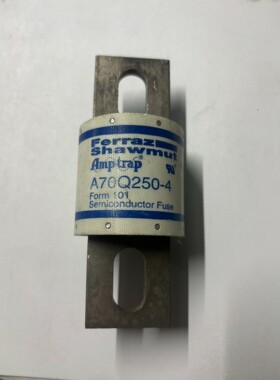 Ferraz
Shawmut
Amp-trap
A70Q250-4
Form 101
Semiconductor Fuse